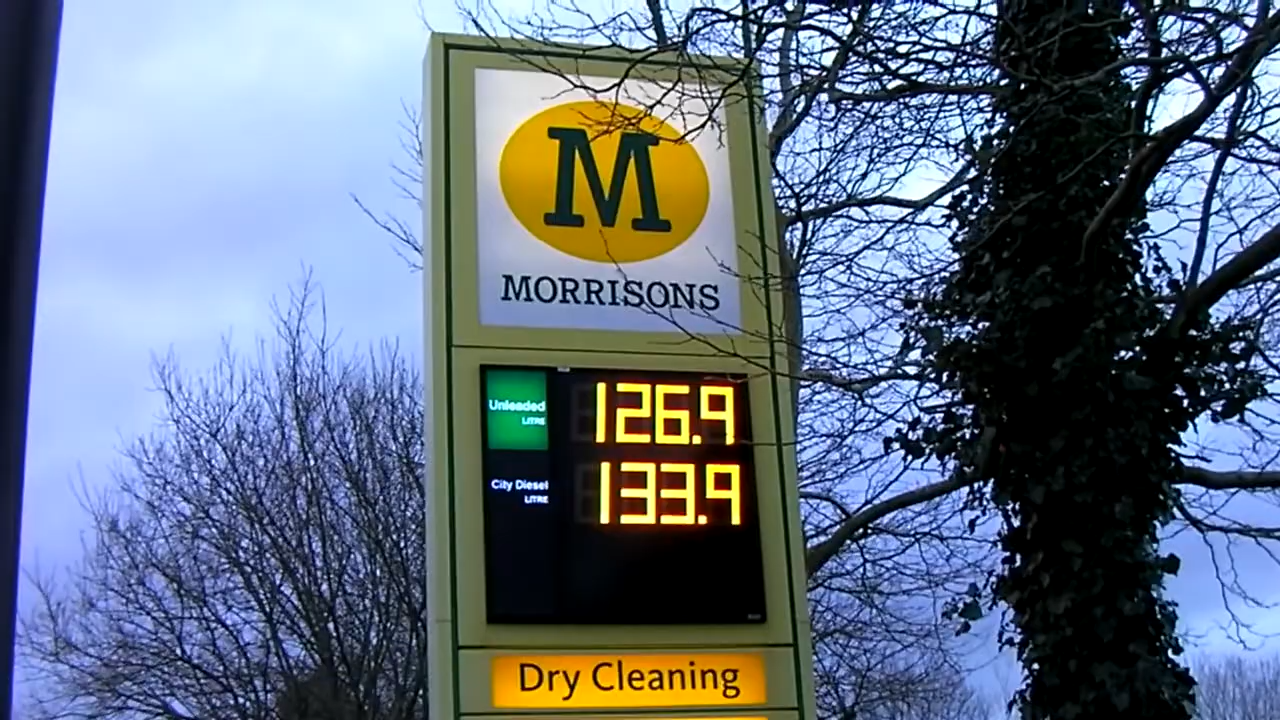 M
MORRISONS
Unleaded 126.9
LITRE
City Diesel 133.9
LITRE
Dry Cleaning